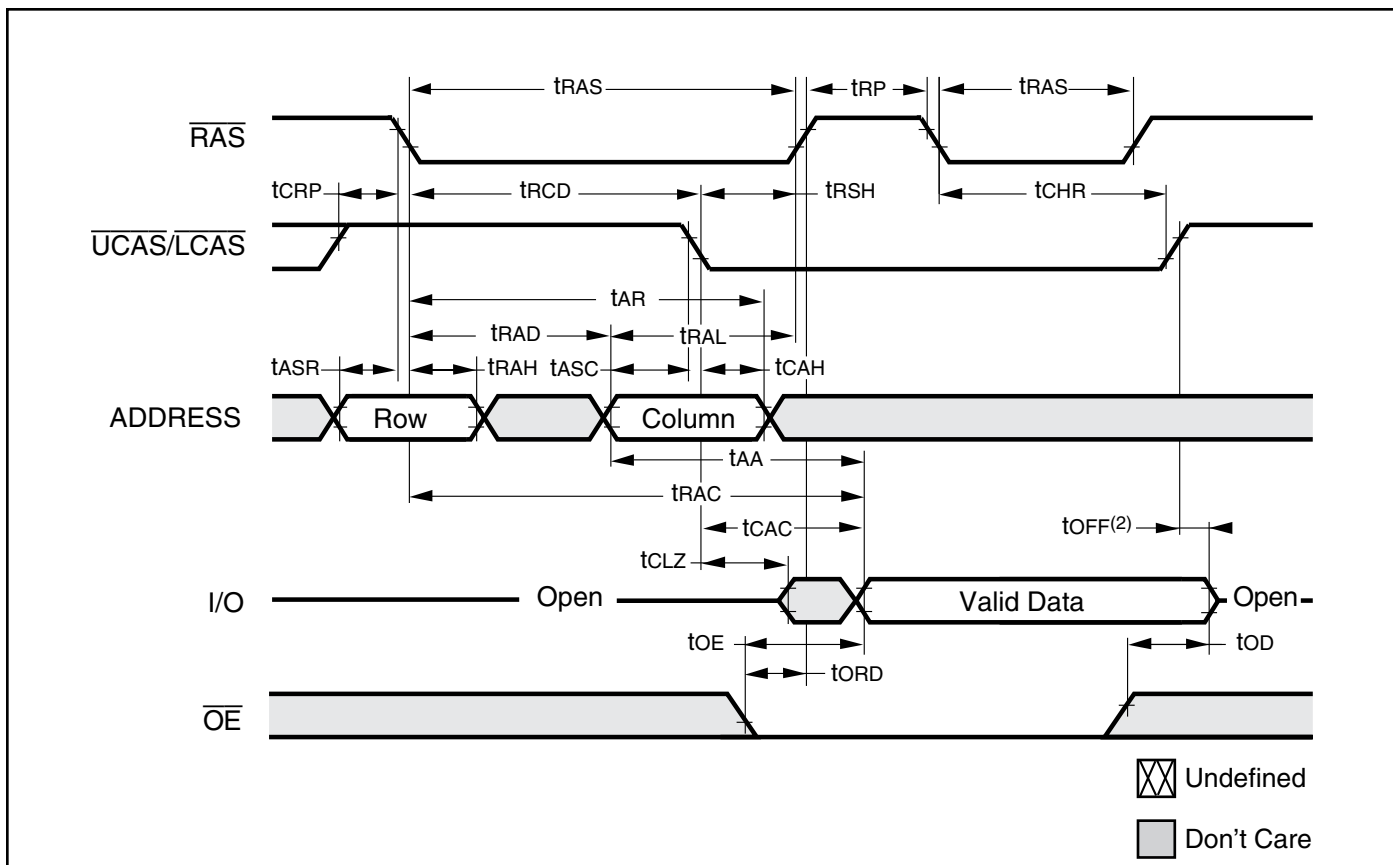 tRAS tRP tRAS
RAS
tCRP tRCD tRSH tCHR
UCAS/LCAS
tAR
tRAD tRAL
tASR tRAH tASC tCAH
ADDRESS Row Column
tAA
tRAC
tCAC tOFF(2)
tCLZ
I/O Open Valid Data Open
tOE tOD
tORD
OE
Undefined
Don't Care